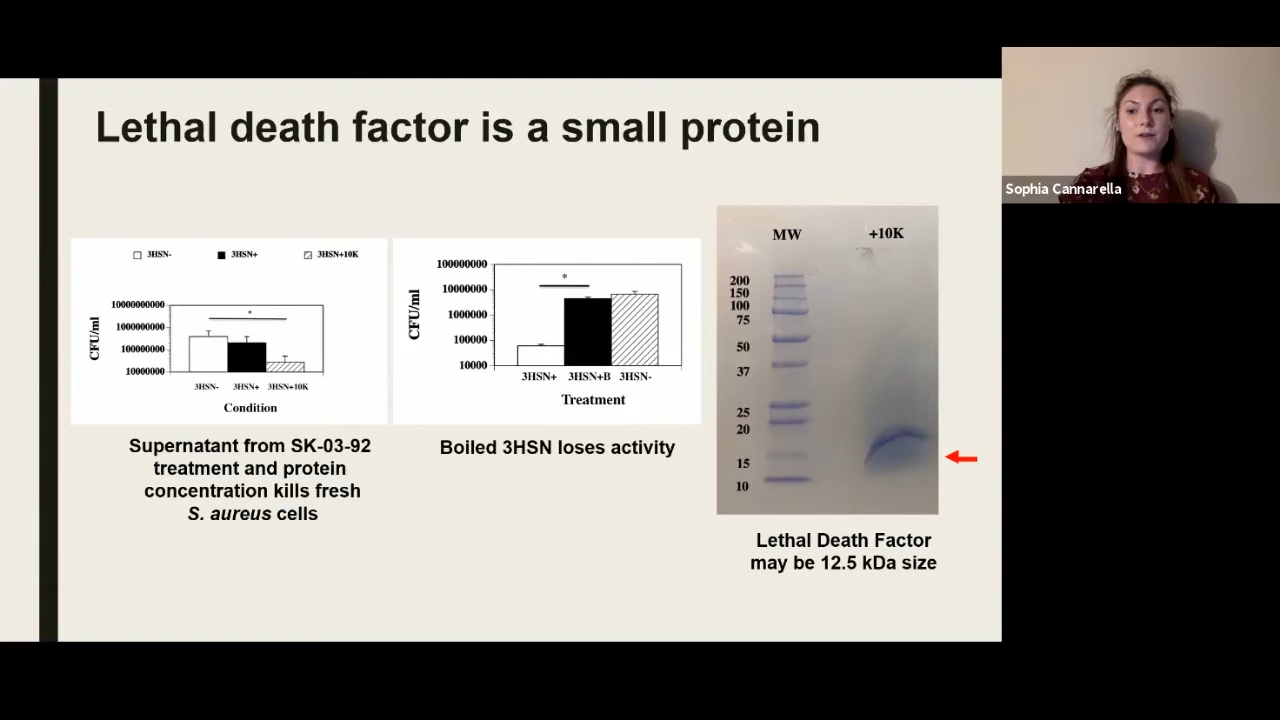 Lethal death factor is a small protein
3HSN- 3HSN+ 3HSN+10K
CFU/ml
10000000000
1000000000
100000000
10000000
3HSN- 3HSN+ 3HSN+10K
Condition
*
Supernatant from SK-03-92
treatment and protein
concentration kills fresh
S. aureus cells
CFU/ml
100000000
10000000
1000000
100000
10000
*
3HSN+ 3HSN+B 3HSN-
Treatment
Boiled 3HSN loses activity
MW +10K
200
150
100
75
50
37
25
20
15
10
Lethal Death Factor
may be 12.5 kDa size
Sophia Cannarella